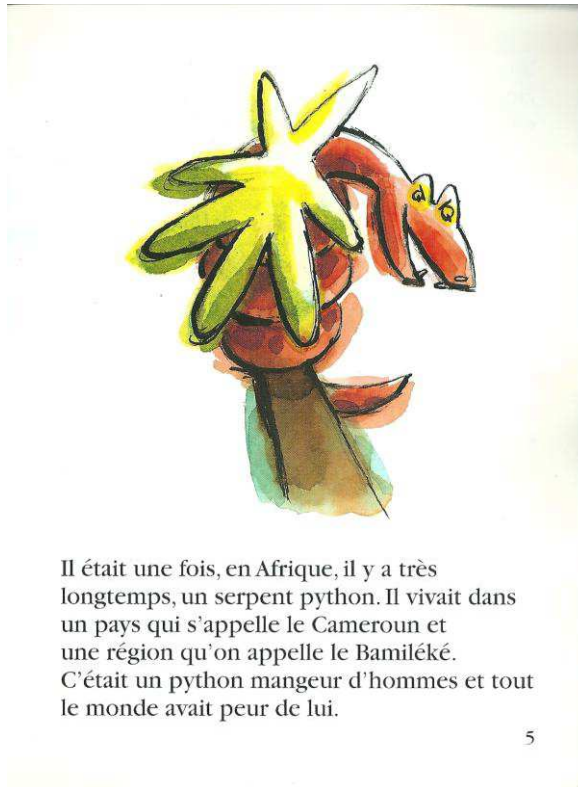 Il était une fois, en Afrique, il y a très
longtemps, un serpent python. Il vivait dans
un pays qui s'appelle le Cameroun et
une région qu'on appelle le Bamiléké.
C'était un python mangeur d'hommes et tout
le monde avait peur de lui.
5